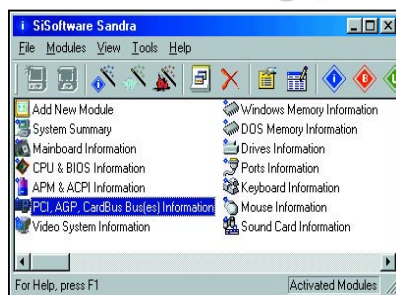 SiSoftware Sandra
File Modules View Tools Help
Add New Module
System Summary
Mainboard Information
CPU & BIOS Information
APM & ACPI Information
PCI, AGP, CardBus Bus(es) Information
Video System Information
Windows Memory Information
DOS Memory Information
Drives Information
Ports Information
Keyboard Information
Mouse Information
Sound Card Information
For Help, press F1
Activated Modules